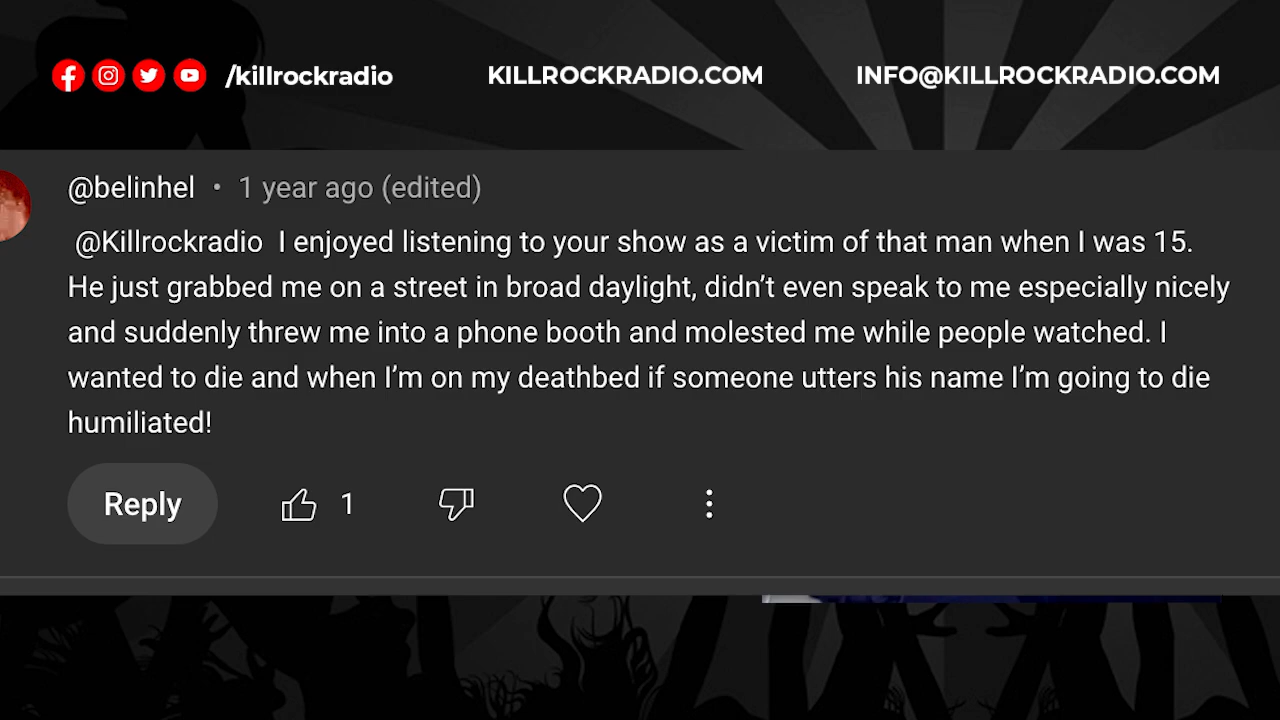 /killrockradio KILLROCKRADIO.COM INFO@KILLROCKRADIO.COM
@belinhel • 1 year ago (edited)
@Killrockradio I enjoyed listening to your show as a victim of that man when I was 15.
He just grabbed me on a street in broad daylight, didn’t even speak to me especially nicely
and suddenly threw me into a phone booth and molested me while people watched. I
wanted to die and when I’m on my deathbed if someone utters his name I’m going to die
humiliated!
Reply 1